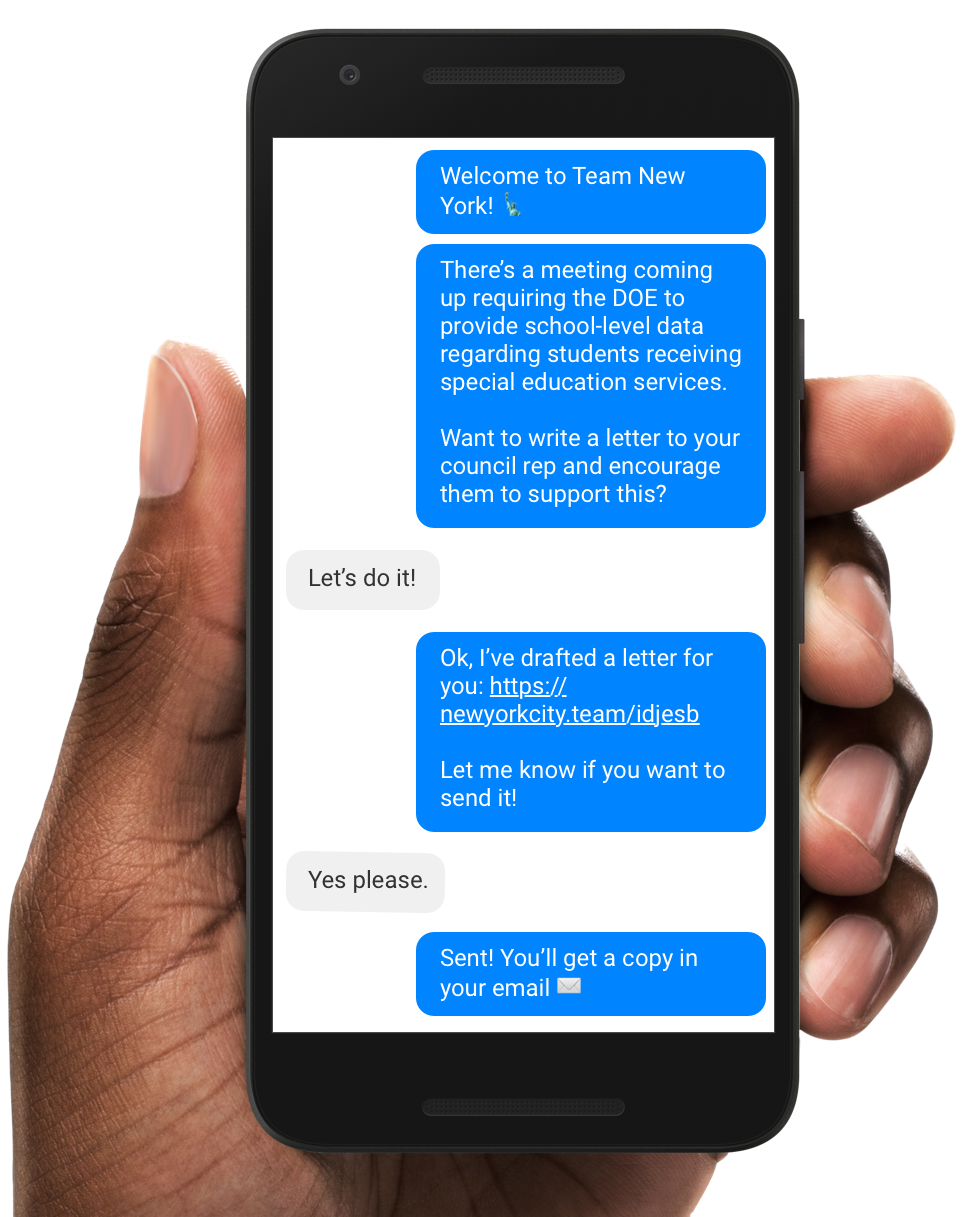 Welcome to Team New
York! 🗽
There’s a meeting coming
up requiring the DOE to
provide school-level data
regarding students receiving
special education services.
Want to write a letter to your
council rep and encourage
them to support this?
Let’s do it!
Ok, I’ve drafted a letter for
you: https://
newyorkcity.team/idjesb
Let me know if you want to
send it!
Yes please.
Sent! You’ll get a copy in
your email ✉️